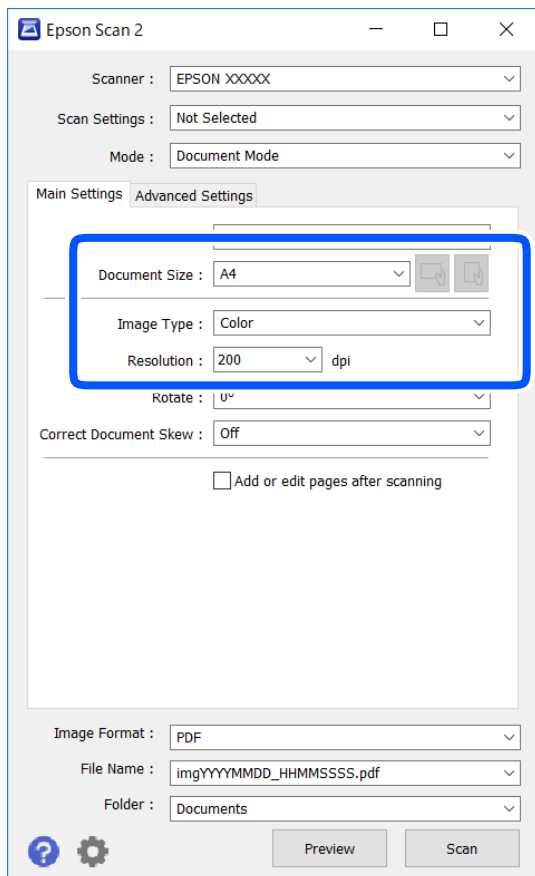 Epson Scan 2
Scanner : EPSON XXXXX
Scan Settings : Not Selected
Mode : Document Mode
Main Settings Advanced Settings
Document Size : A4
Image Type : Color
Resolution : 200 dpi
Rotate : 0°
Correct Document Skew : Off
Add or edit pages after scanning
Image Format : PDF
File Name : imgYYYYMMDD_HHMMSSSS.pdf
Folder : Documents
? Preview Scan